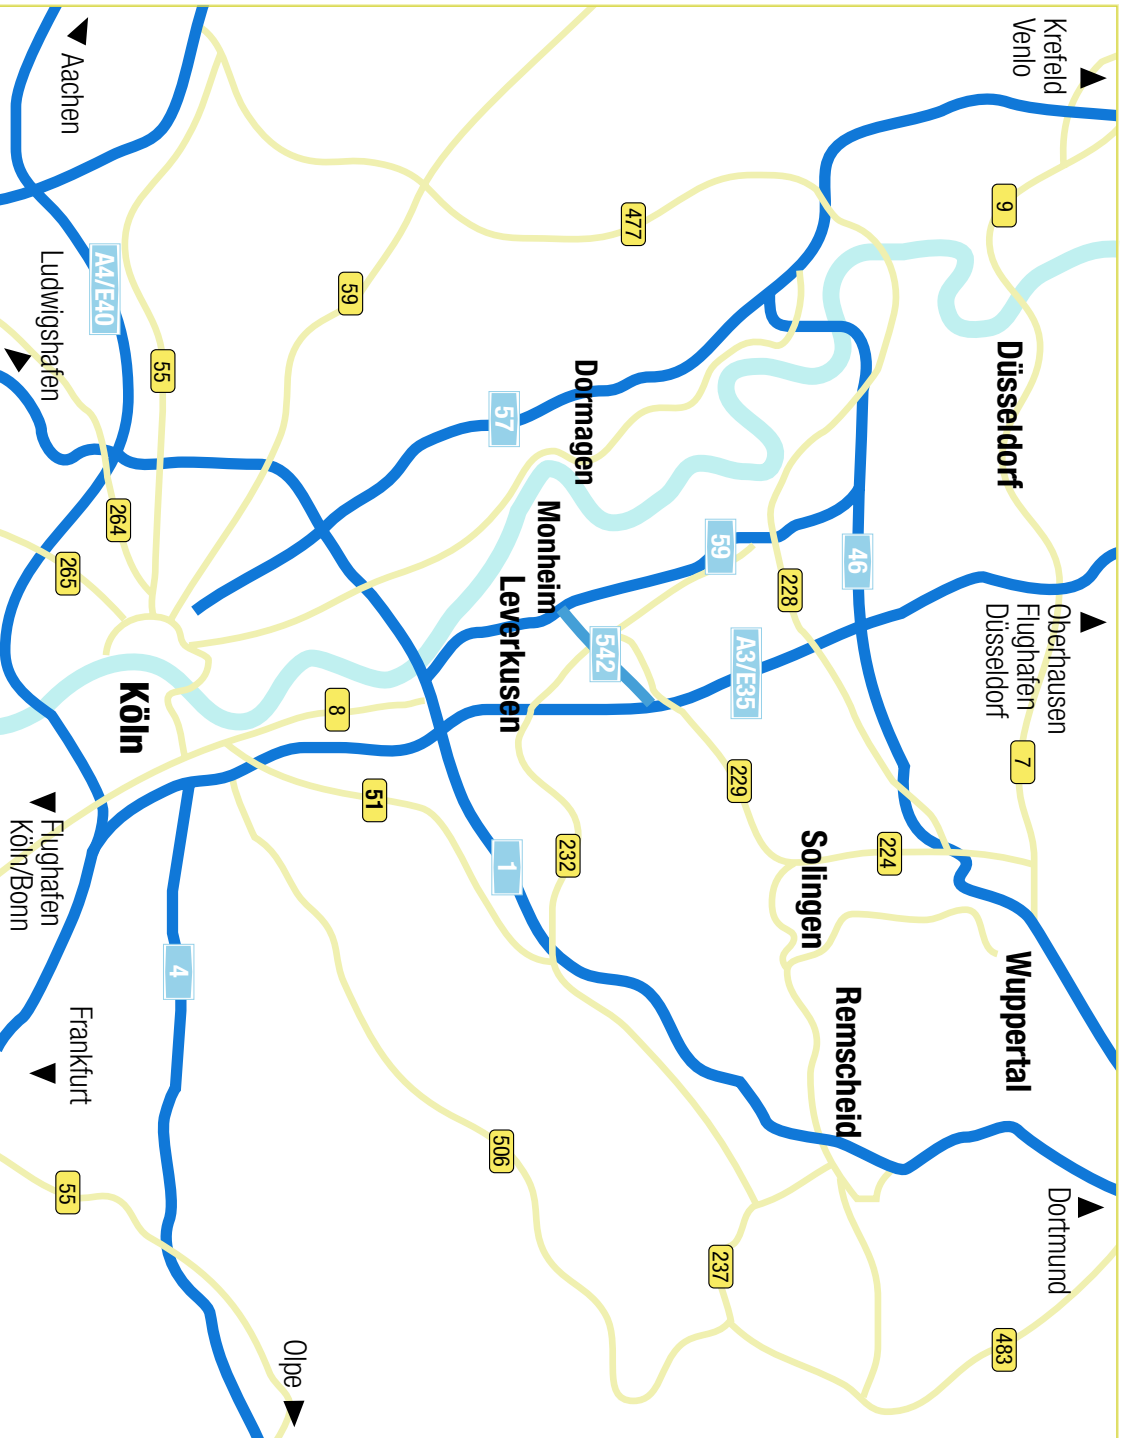 Krefeld
Venlo
9
Düsseldorf
Oberhausen
Flughafen
Düsseldorf
7
Wuppertal
Dortmund
483
46
228
224
Solingen
Remscheid
477
59
A3/E35
229
237
Dormagen
57
Monheim
542
Leverkusen
232
1
506
59
8
51
Olpe
55
Köln
4
Aachen
A4/E40
Ludwigshafen
264
265
Flughafen
Köln/Bonn
Frankfurt
55